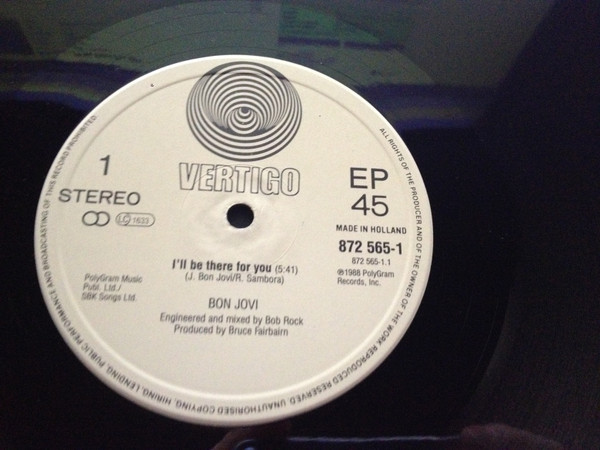 VERTIGO
1
STEREO
LC 1633
EP
45
MADE IN HOLLAND
872 565-1
872 565-1.1
℗1988 PolyGram
Records, Inc.
I'll be there for you (5:41)
(J. Bon Jovi/R. Sambora)
PolyGram Music
Publ. Ltd./
SBK Songs Ltd.
BON JOVI
Engineered and mixed by Bob Rock
Produced by Bruce Fairbairn
ALL RIGHTS OF THE PRODUCER AND OF THE OWNER OF THE WORK REPRODUCED RESERVED. UNAUTHORISED COPYING, HIRING, LENDING, PUBLIC PERFORMANCE AND BROADCASTING OF THIS RECORD PROHIBITED.